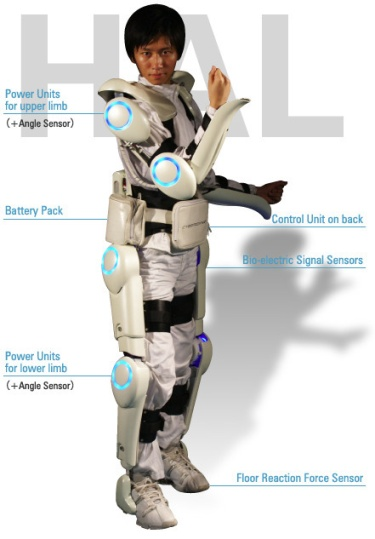 HAL
Power Units
for upper limb
(+Angle Sensor)
Battery Pack
Control Unit on back
Bio-electric Signal Sensors
Power Units
for lower limb
(+Angle Sensor)
Floor Reaction Force Sensor